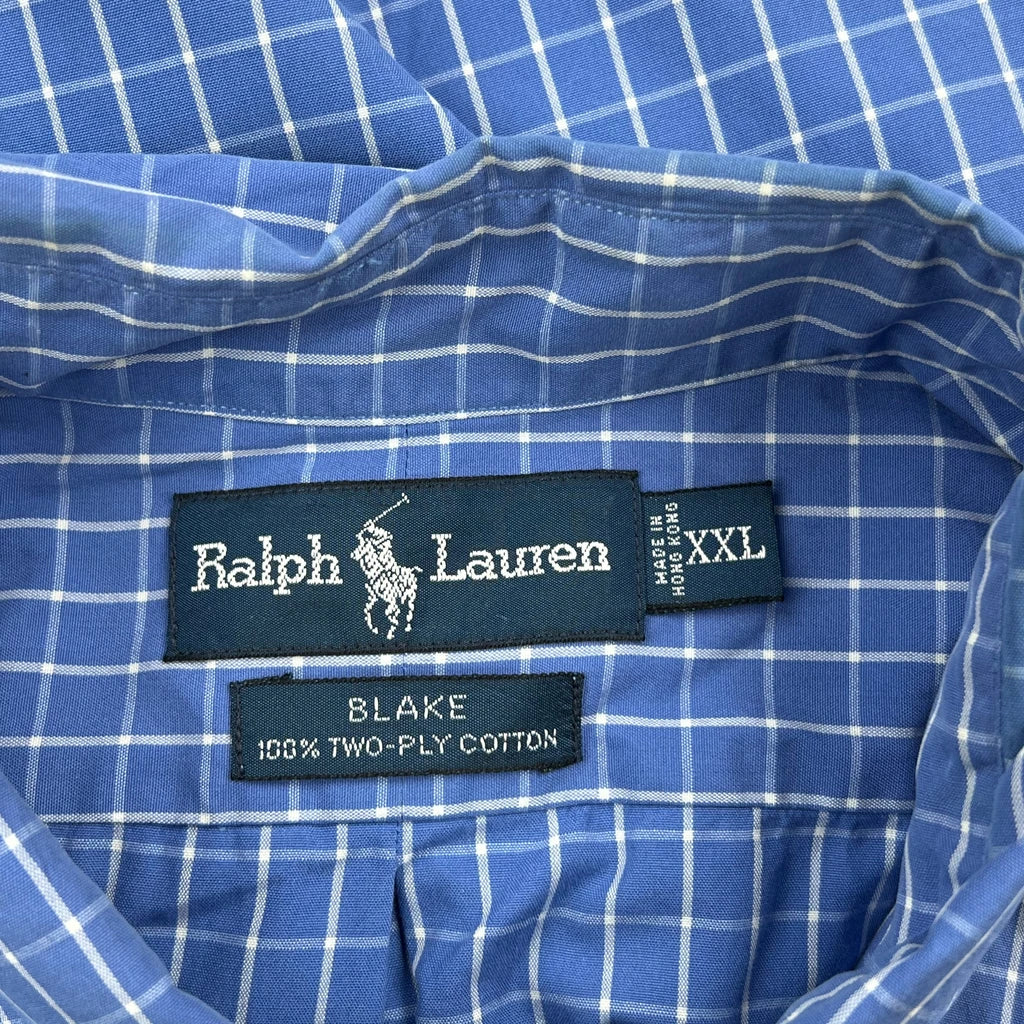 Ralph Lauren
MADE IN
HONG KONG
XXL
BLAKE
100% TWO-PLY COTTON